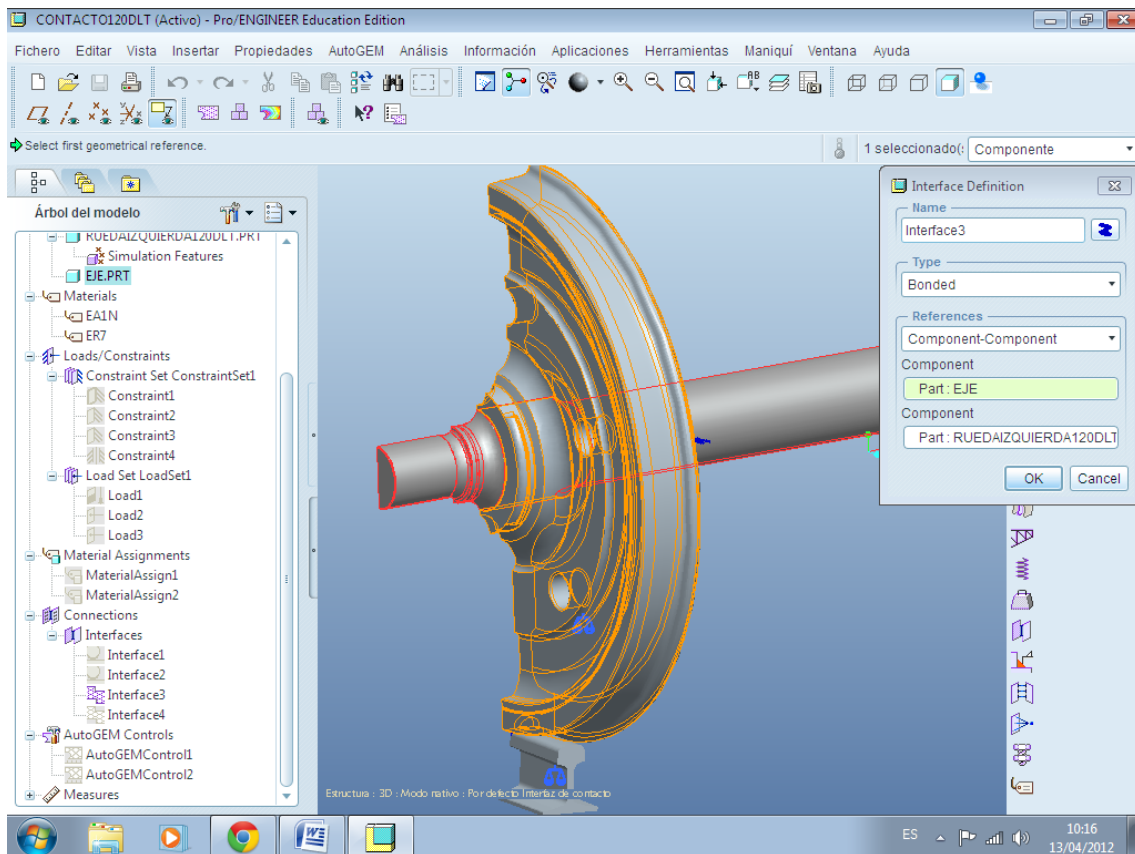 CONTACTO120DLT (Activo) - Pro/ENGINEER Education Edition
Fichero Editar Vista Insertar Propiedades AutoGEM Análisis Información Aplicaciones Herramientas Maniquí Ventana Ayuda
Select first geometrical reference.
1 seleccionado(: Componente
Árbol del modelo
RUEDAIZQUIERDA120DLT.PRT
Simulation Features
EJE.PRT
Materials
EA1N
ER7
Loads/Constraints
Constraint Set ConstraintSet1
Constraint1
Constraint2
Constraint3
Constraint4
Load Set LoadSet1
Load1
Load2
Load3
Material Assignments
MaterialAssign1
MaterialAssign2
Connections
Interfaces
Interface1
Interface2
Interface3
Interface4
AutoGEM Controls
AutoGEMControl1
AutoGEMControl2
Measures
Estructura : 3D : Modo nativo : Por defecto Interfaz de contacto
Interface Definition
Name
Interface3
Type
Bonded
References
Component-Component
Component
Part : EJE
Component
Part : RUEDAIZQUIERDA120DLT
OK Cancel
ES 10:16
13/04/2012